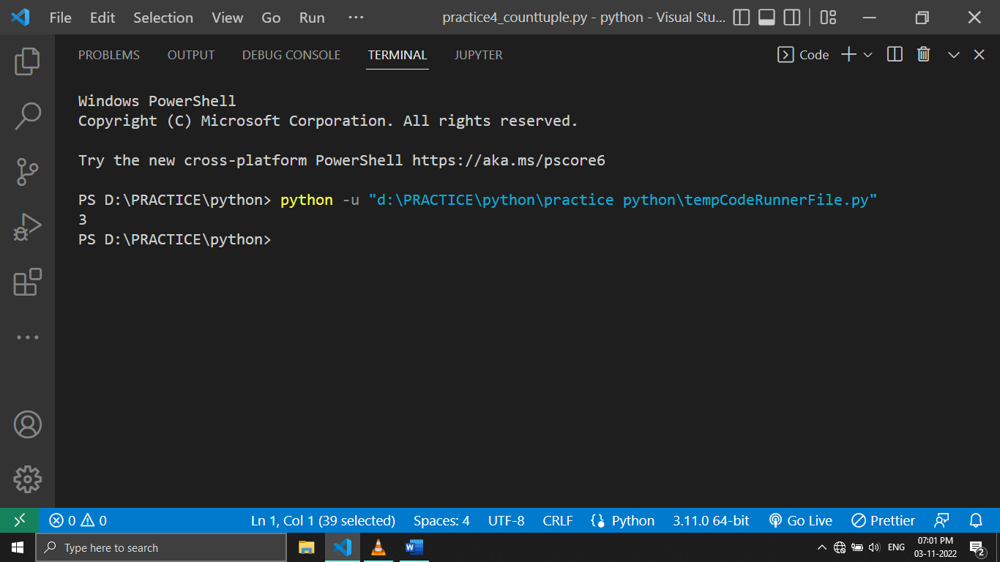 File Edit Selection View Go Run ··· practice4_counttuple.py - python - Visual Stu...
PROBLEMS OUTPUT DEBUG CONSOLE TERMINAL JUPYTER Code
Windows PowerShell
Copyright (C) Microsoft Corporation. All rights reserved.
Try the new cross-platform PowerShell https://aka.ms/pscore6
PS D:\PRACTICE\python> python -u "d:\PRACTICE\python\practice python\tempCodeRunnerFile.py"
3
PS D:\PRACTICE\python>
0 0 Ln 1, Col 1 (39 selected) Spaces: 4 UTF-8 CRLF Python 3.11.0 64-bit Go Live Prettier
Type here to search W ENG 07:01 PM
03-11-2022 2